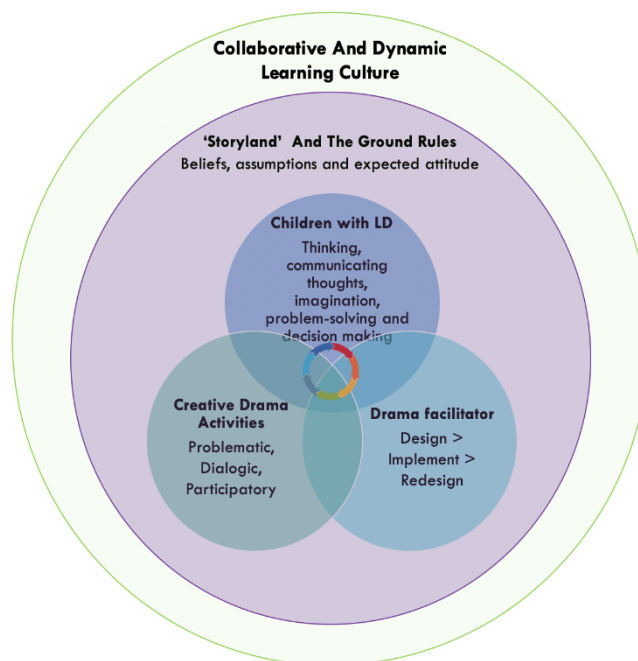 Collaborative And Dynamic
Learning Culture
‘Storyland’ And The Ground Rules
Beliefs, assumptions and expected attitude
Children with LD
Thinking,
communicating
thoughts,
imagination,
problem-solving and
decision making
Creative Drama
Activities
Problematic,
Dialogic,
Participatory
Drama facilitator
Design >
Implement >
Redesign